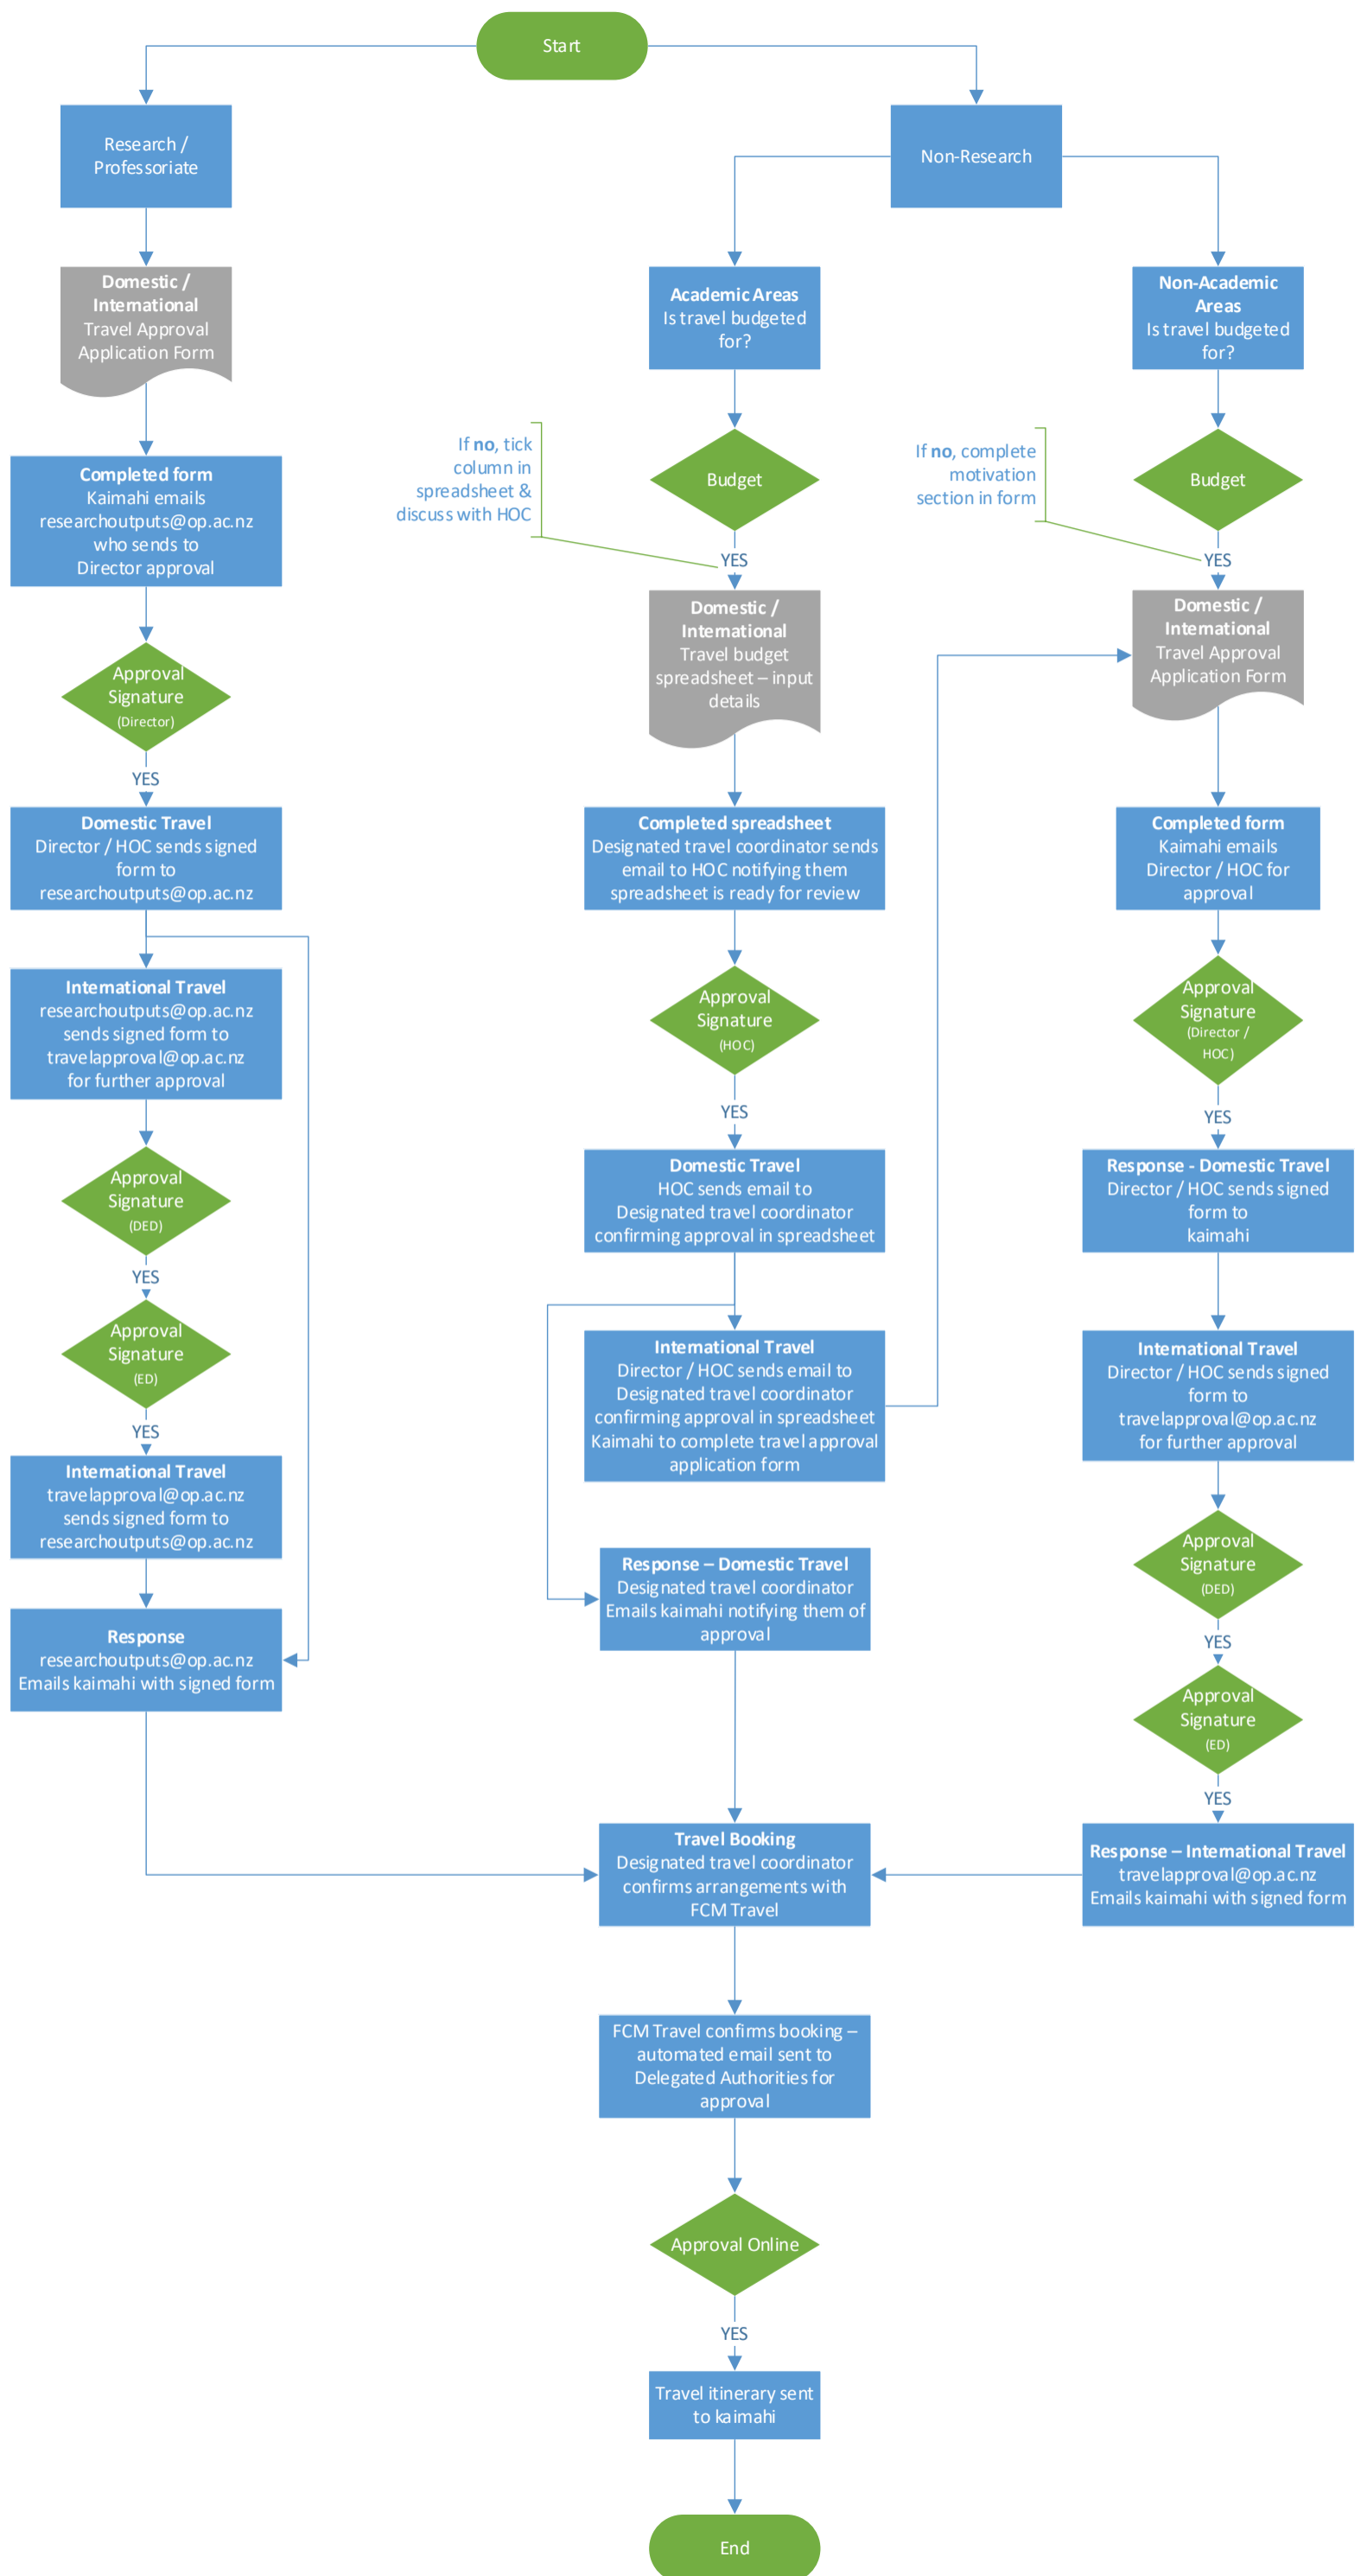 Start
Research /
Professoriate
Non-Research
Domestic /
International
Travel Approval
Application Form
Academic Areas
Is travel budgeted
for?
Non-Academic
Areas
Is travel budgeted
for?
If no, tick
column in
spreadsheet &
discuss with HOC
Budget
If no, complete
motivation
section in form
Budget
Completed form
Kaimahi emails
researchoutputs@op.ac.nz
who sends to
Director approval
YES
YES
Domestic /
International
Travel budget
spreadsheet – input
details
Domestic /
International
Travel Approval
Application Form
Approval
Signature
(Director)
YES
Domestic Travel
Director / HOC sends signed
form to
researchoutputs@op.ac.nz
Completed spreadsheet
Designated travel coordinator sends
email to HOC notifying them
spreadsheet is ready for review
Completed form
Kaimahi emails
Director / HOC for
approval
International Travel
researchoutputs@op.ac.nz
sends signed form to
travelapproval@op.ac.nz
for further approval
Approval
Signature
(HOC)
Approval
Signature
(Director /
HOC)
YES
YES
Approval
Signature
(DED)
YES
Domestic Travel
HOC sends email to
Designated travel coordinator
confirming approval in spreadsheet
Response - Domestic Travel
Director / HOC sends signed
form to
kaimahi
Approval
Signature
(ED)
YES
International Travel
Director / HOC sends email to
Designated travel coordinator
confirming approval in spreadsheet
Kaimahi to complete travel approval
application form
International Travel
Director / HOC sends signed
form to
travelapproval@op.ac.nz
for further approval
International Travel
travelapproval@op.ac.nz
sends signed form to
researchoutputs@op.ac.nz
Response – Domestic Travel
Designated travel coordinator
Emails kaimahi notifying them of
approval
Approval
Signature
(DED)
YES
Response
researchoutputs@op.ac.nz
Emails kaimahi with signed form
Approval
Signature
(ED)
YES
Travel Booking
Designated travel coordinator
confirms arrangements with
FCM Travel
Response – International Travel
travelapproval@op.ac.nz
Emails kaimahi with signed form
FCM Travel confirms booking –
automated email sent to
Delegated Authorities for
approval
Approval Online
YES
Travel itinerary sent
to kaimahi
End